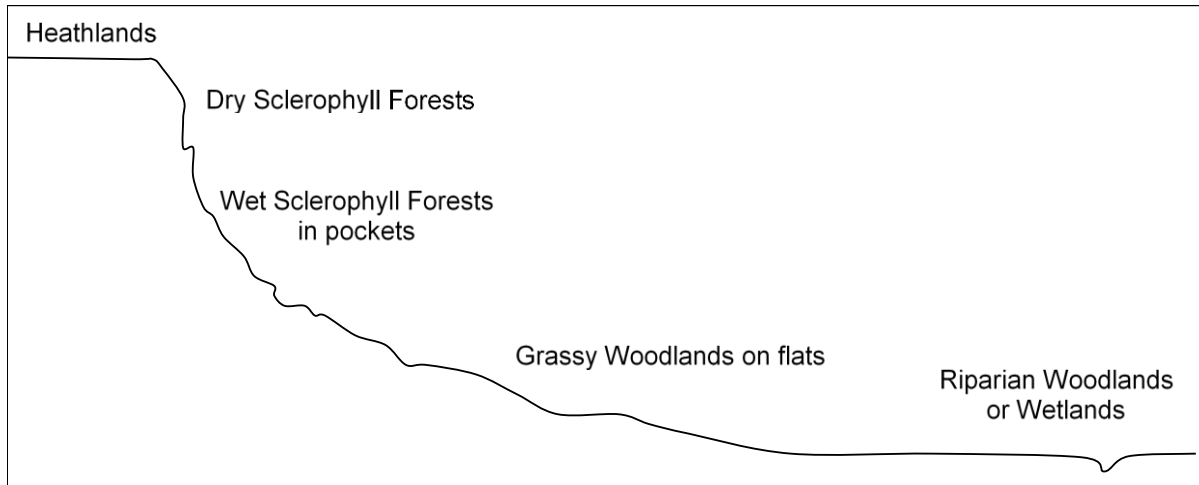 Heathlands
Dry Sclerophyll Forests
Wet Sclerophyll Forests
in pockets
Grassy Woodlands on flats
Riparian Woodlands
or Wetlands